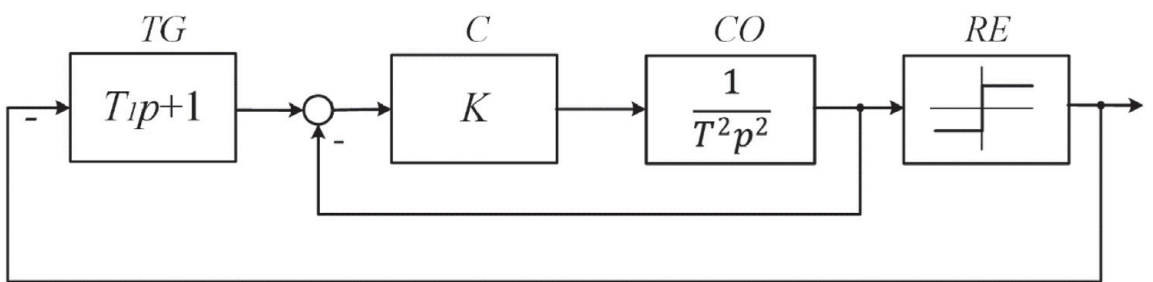 TG C CO RE
T₁p+1 K 1
T²p²
-
-